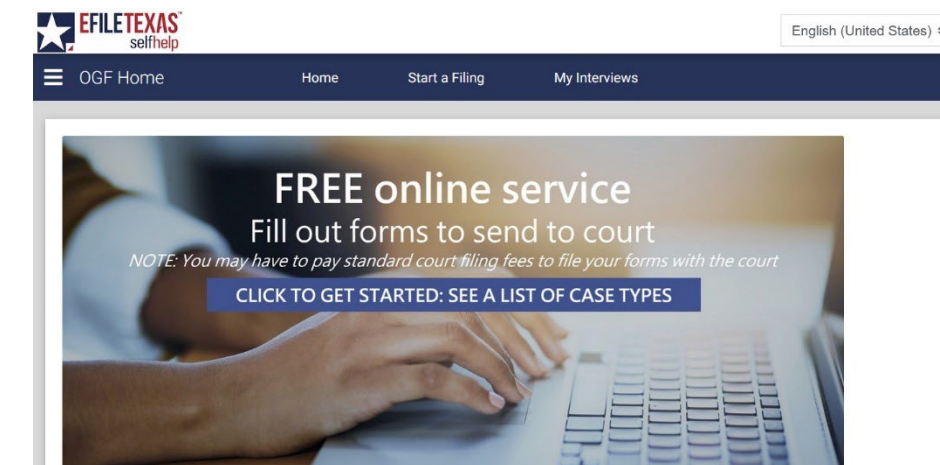 EFILETEXAS™
selfhelp
English (United States)
OGF Home
Home
Start a Filing
My Interviews
FREE online service
Fill out forms to send to court
NOTE: You may have to pay standard court filing fees to file your forms with the court
CLICK TO GET STARTED: SEE A LIST OF CASE TYPES